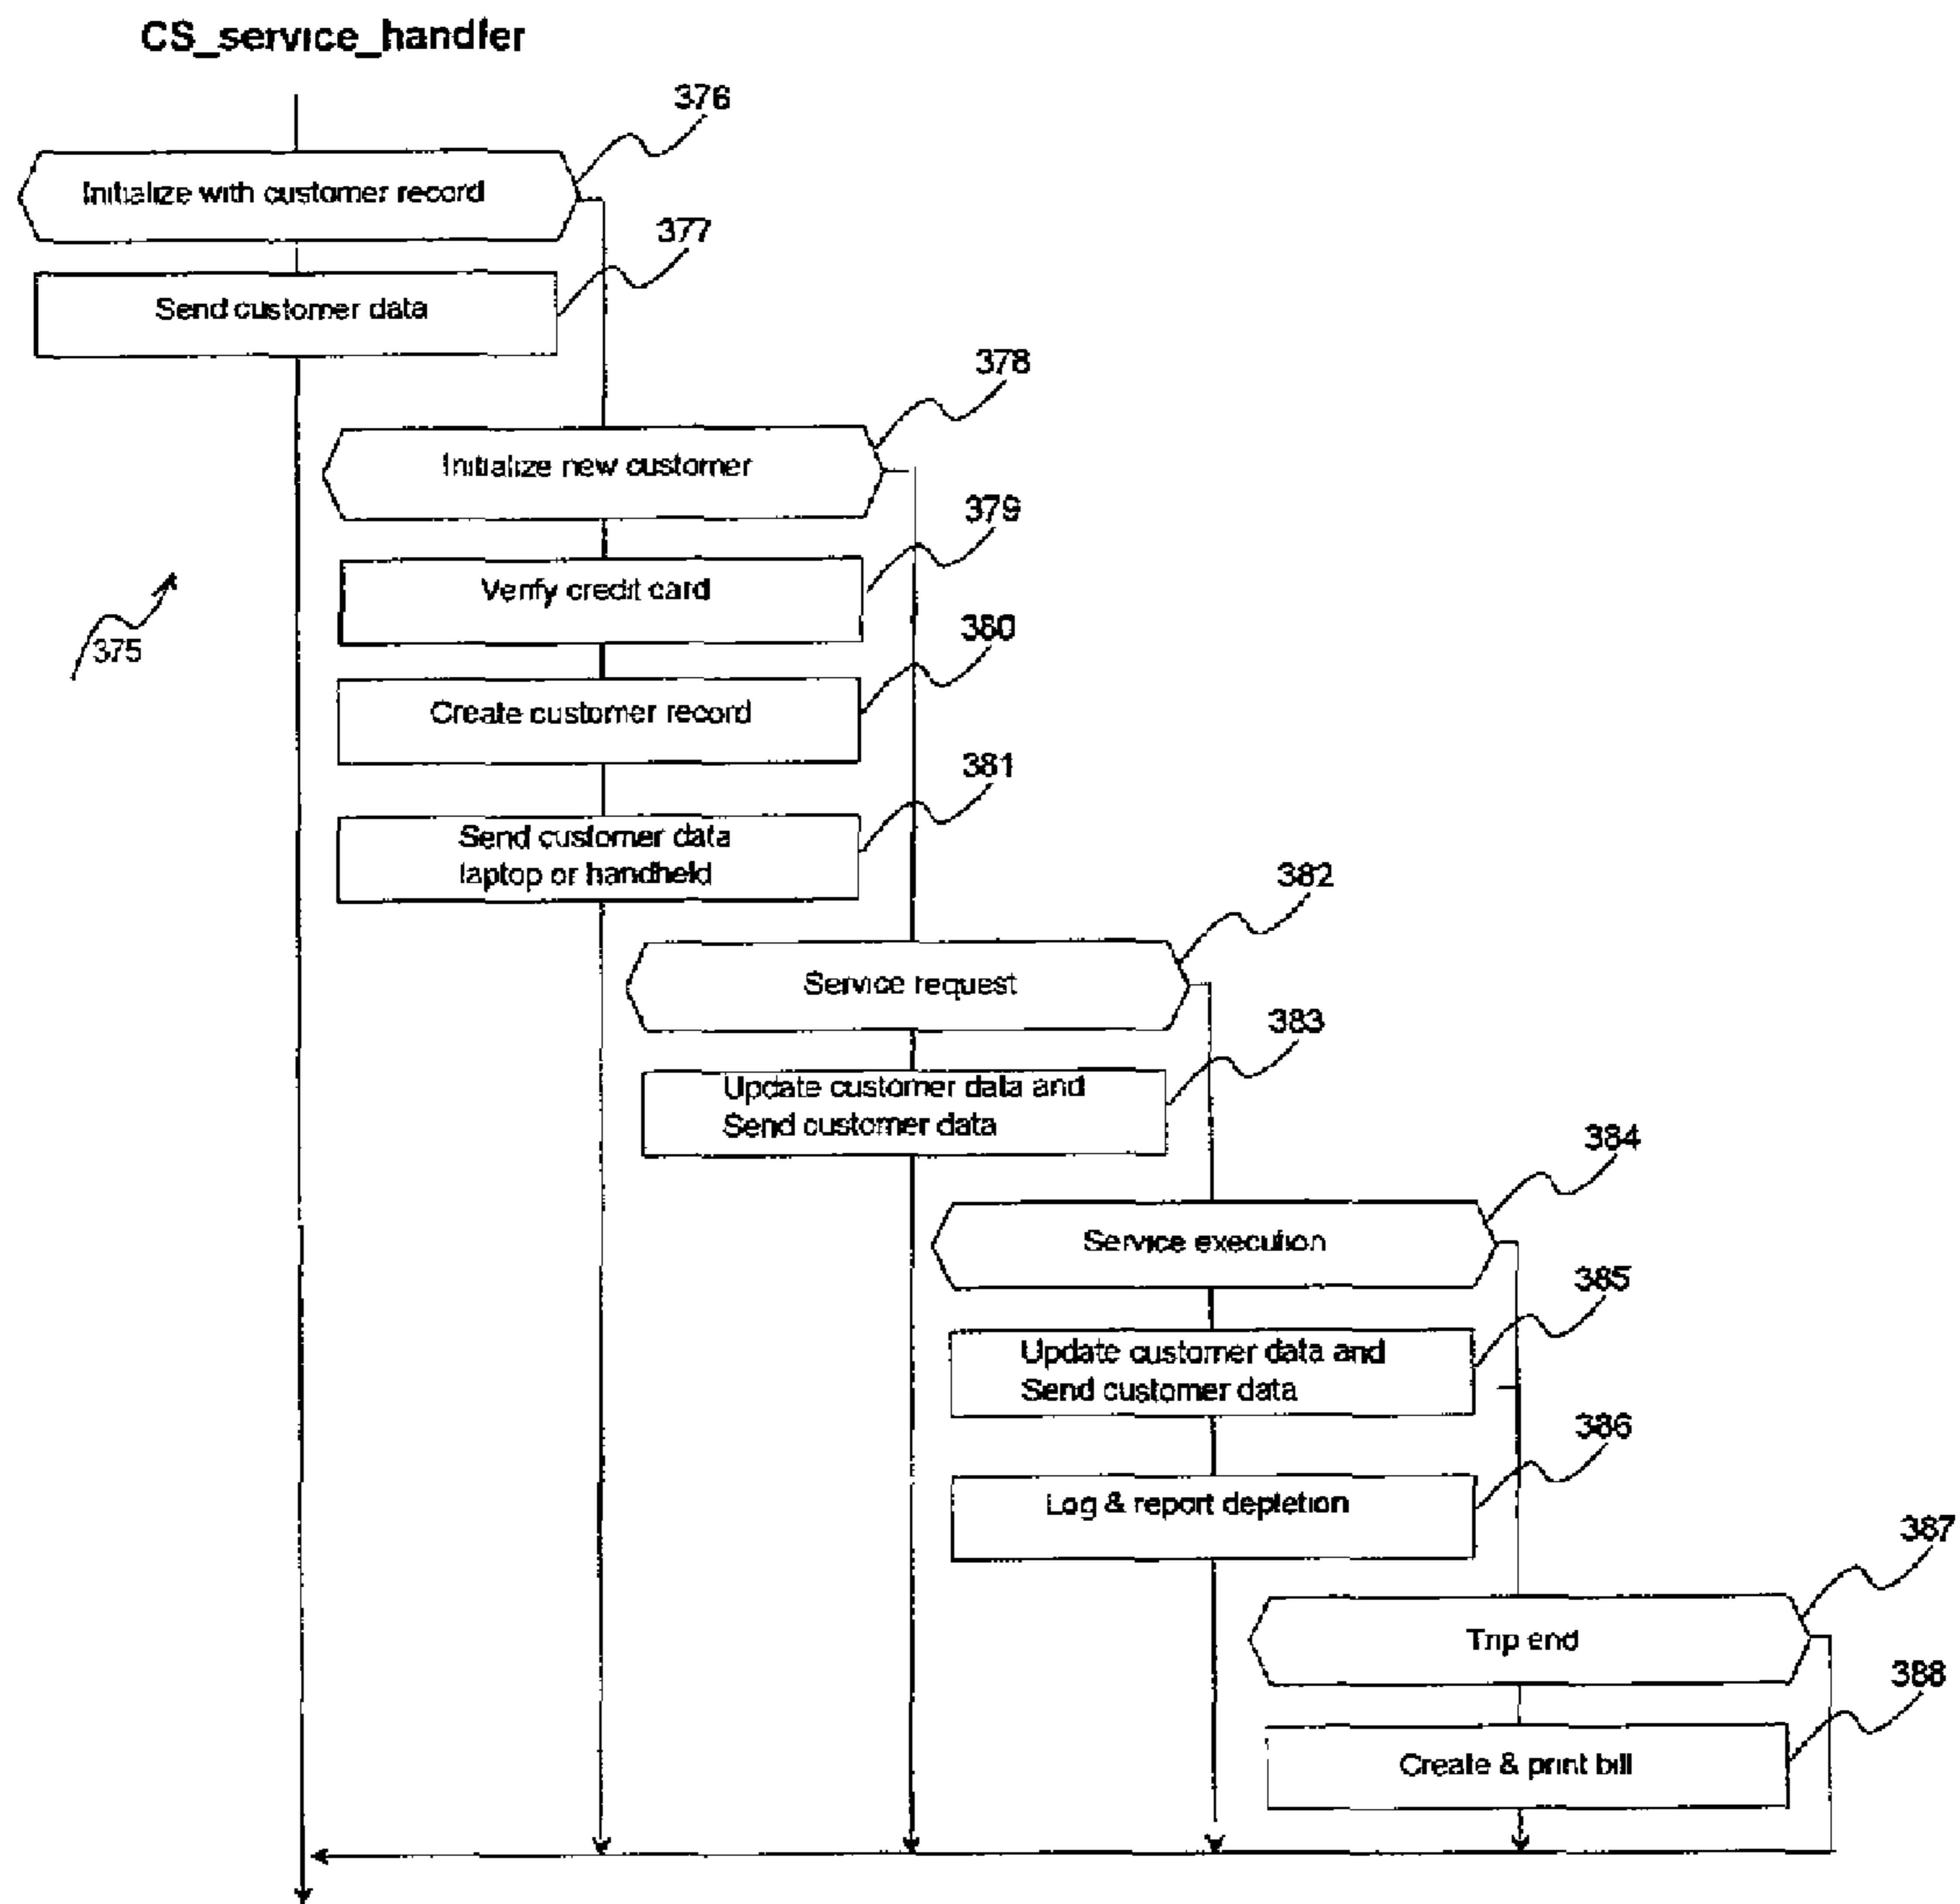 CS_service_handler
376
Initialize with customer record
377
Send customer data
378
Initialize new customer
379
Verify credit card
375
380
Create customer record
381
Send customer data
laptop or handheld
382
Service request
383
Update customer data and
Send customer data
384
Service execution
385
Update customer data and
Send customer data
386
Log & report depletion
387
Trip end
388
Create & print bill